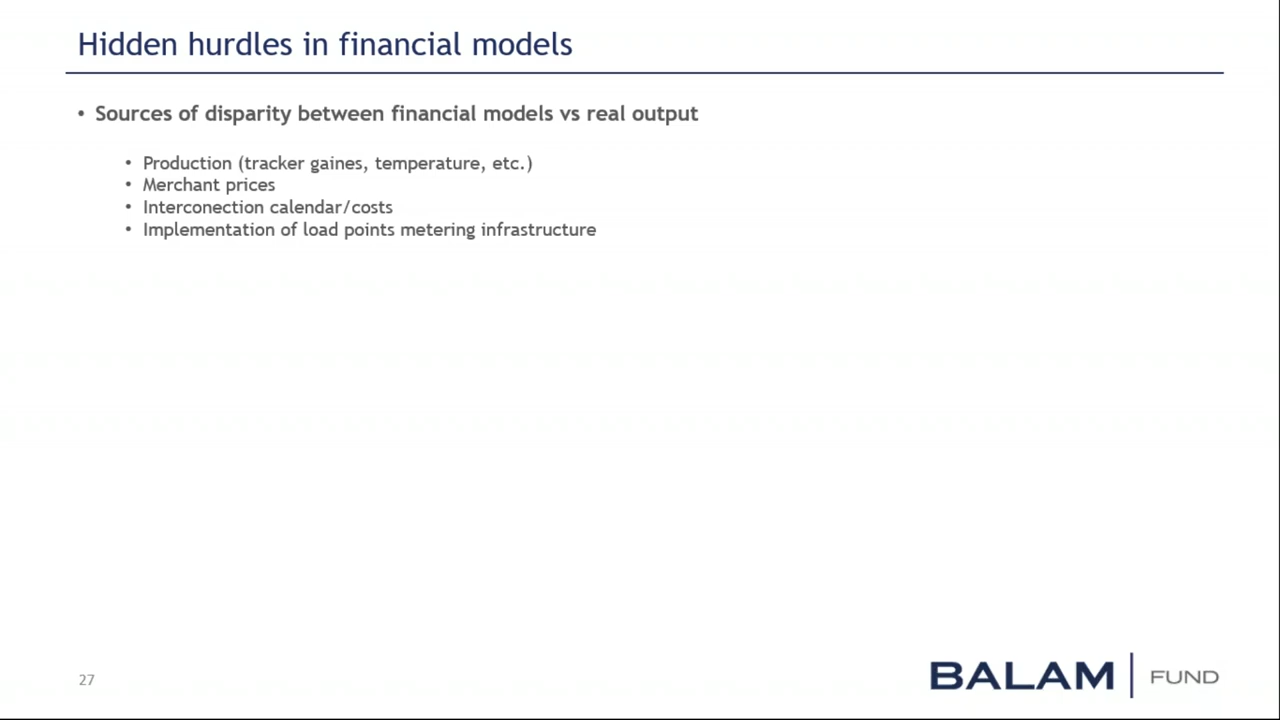 Hidden hurdles in financial models
• Sources of disparity between financial models vs real output
• Production (tracker gaines, temperature, etc.)
• Merchant prices
• Interconection calendar/costs
• Implementation of load points metering infrastructure
27
BALAM | FUND